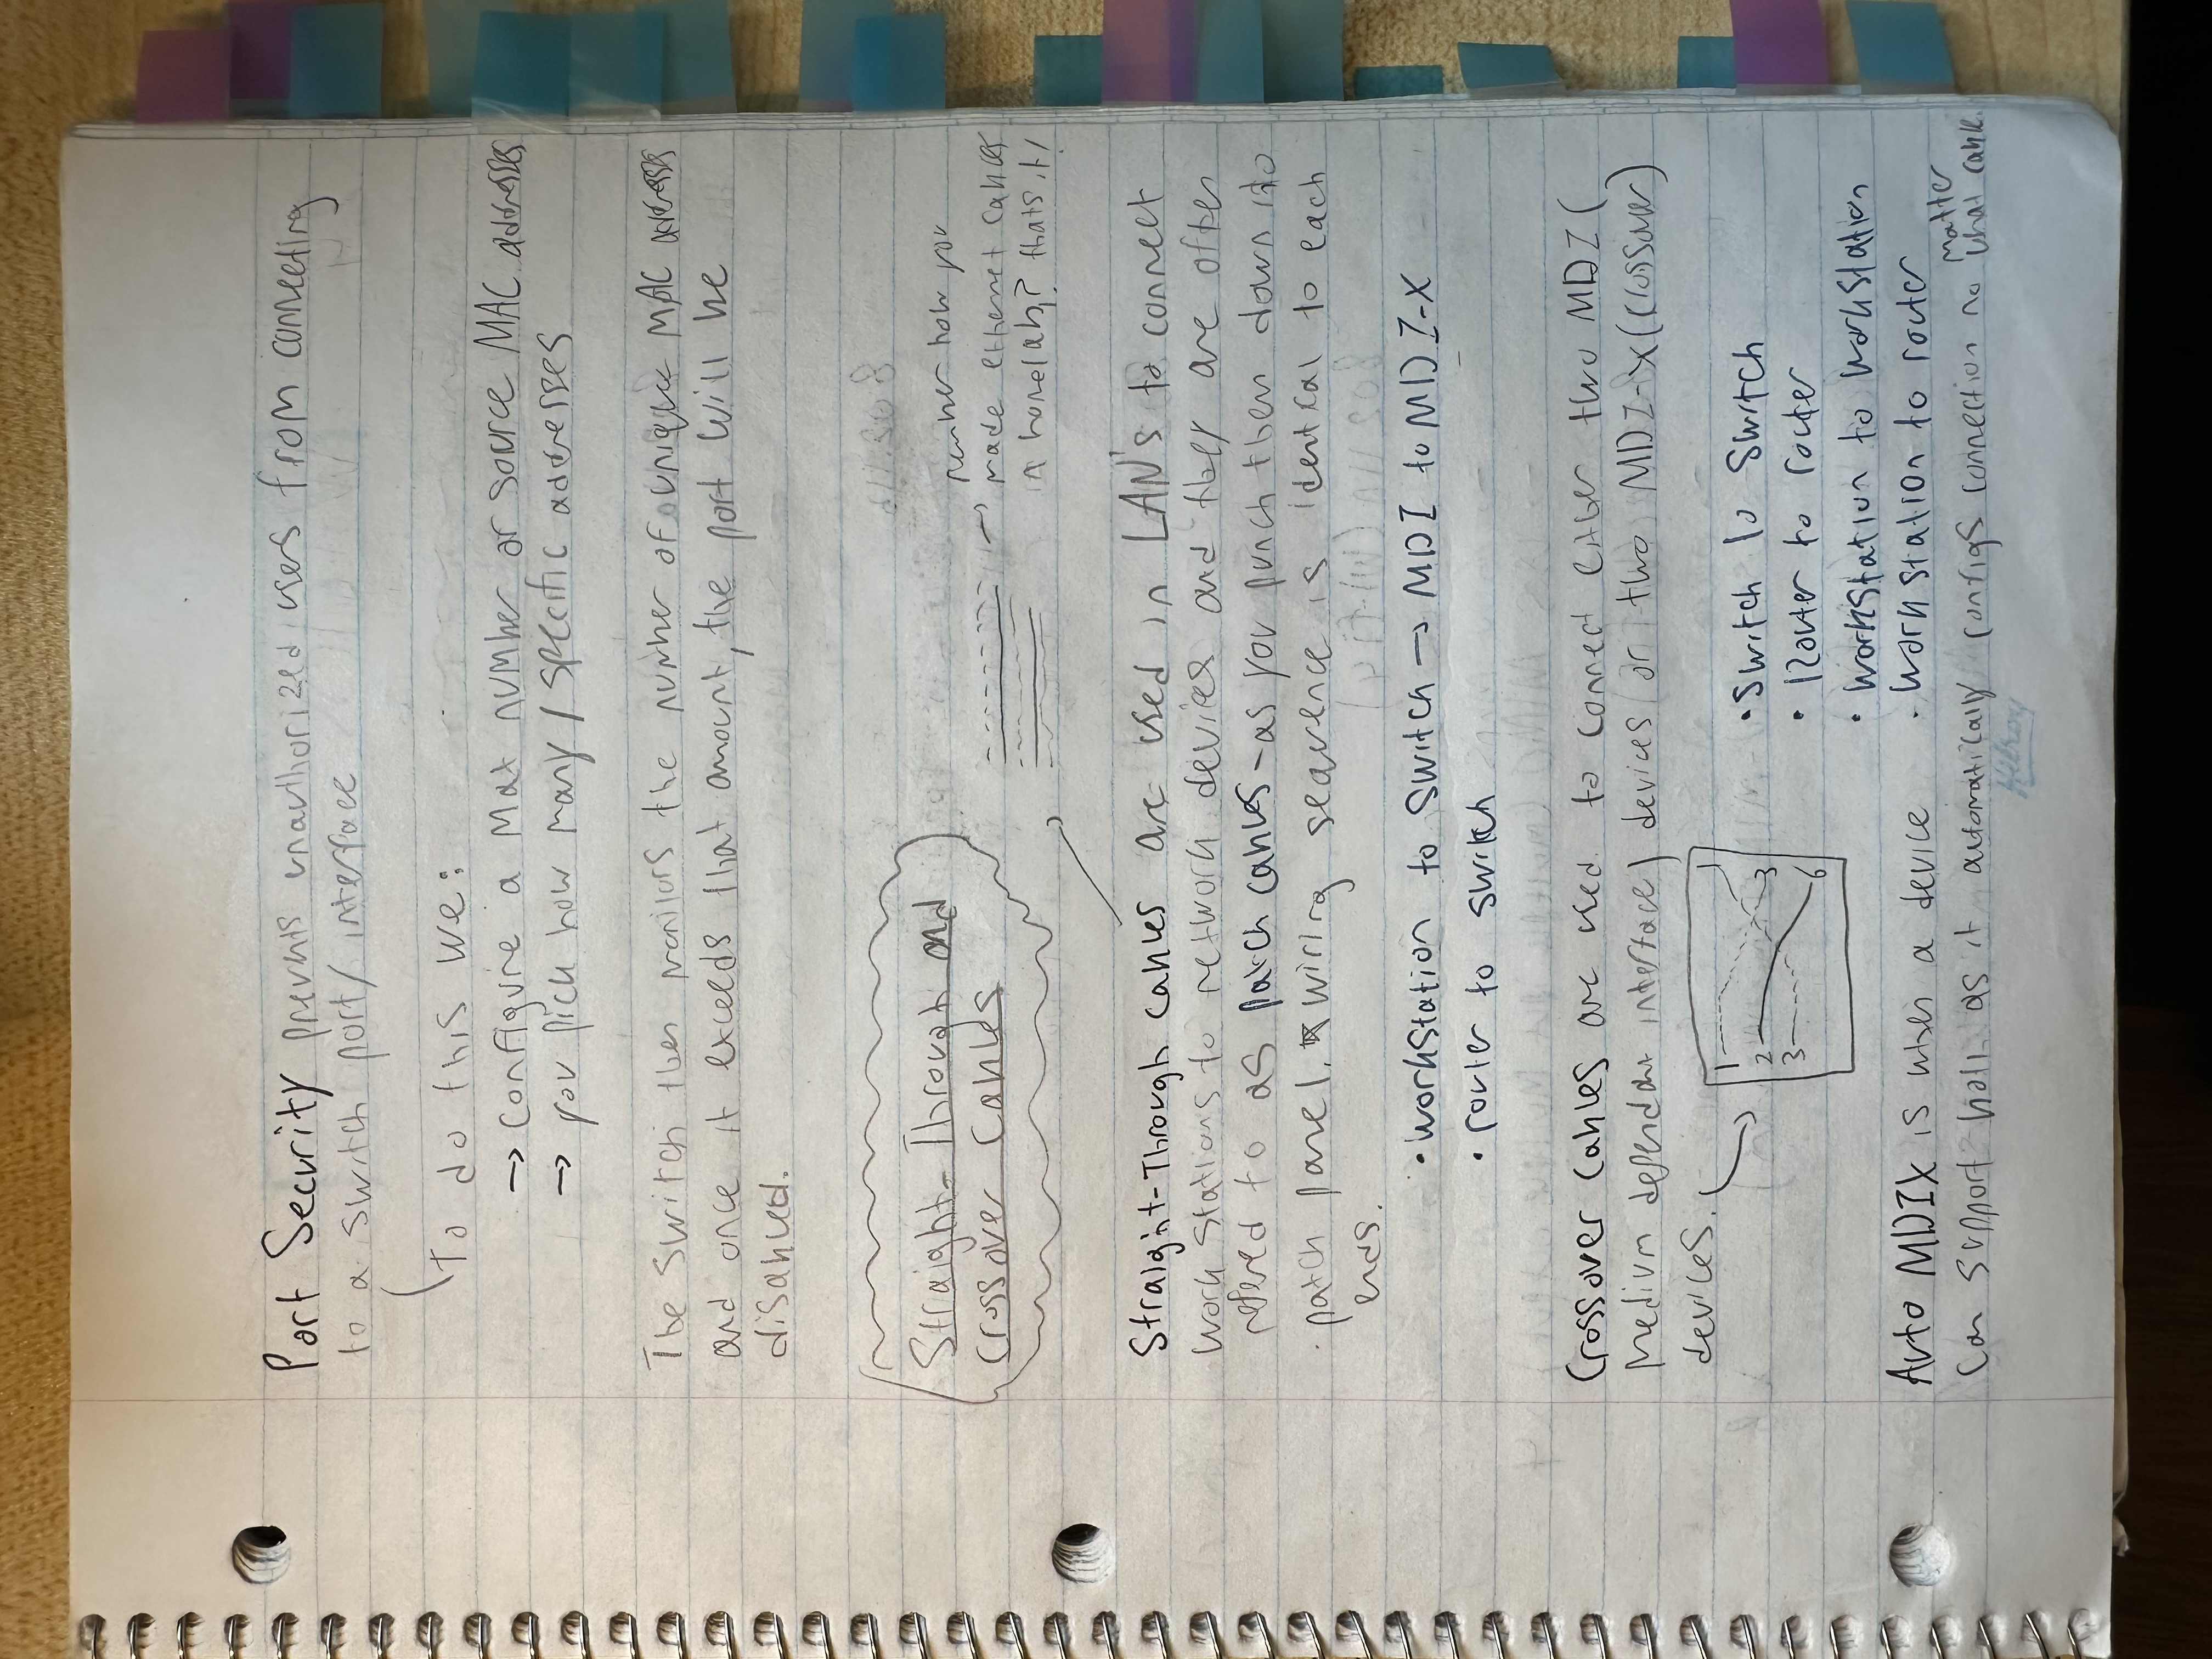 Port Security prevents unauthorized users from connecting
to a switch port/interface
To do this we:
→ configure a max number or source MAC addresses
→ you pick how many / specific addresses
The switch then monitors the number of unique MAC addresses
and once it exceeds that amount, the port will be
disabled.
Straight-Through and
Crossover Cables
how you
made ethernet cables
homelab? thats it!
Straight-Through cables are used in LAN's to connect
work stations to network devices and they are often
refered to as patch cables - as you punch them down into
patch panel. * wiring sequence is identical to each
ends.
• workstation to switch → MDI to MDI-X
• router to switch
Crossover cables are used to connect either two MDI (
Medium dependant interface) devices or two MDI-X (crossover)
devices.
1 1
2 3
3 6
• Switch to Switch
• Router to router
• Workstation to workstation
• Work station to router
Auto MDIX is when a device
can support both as it automatically configs connection no matter what cable.
Hilroy